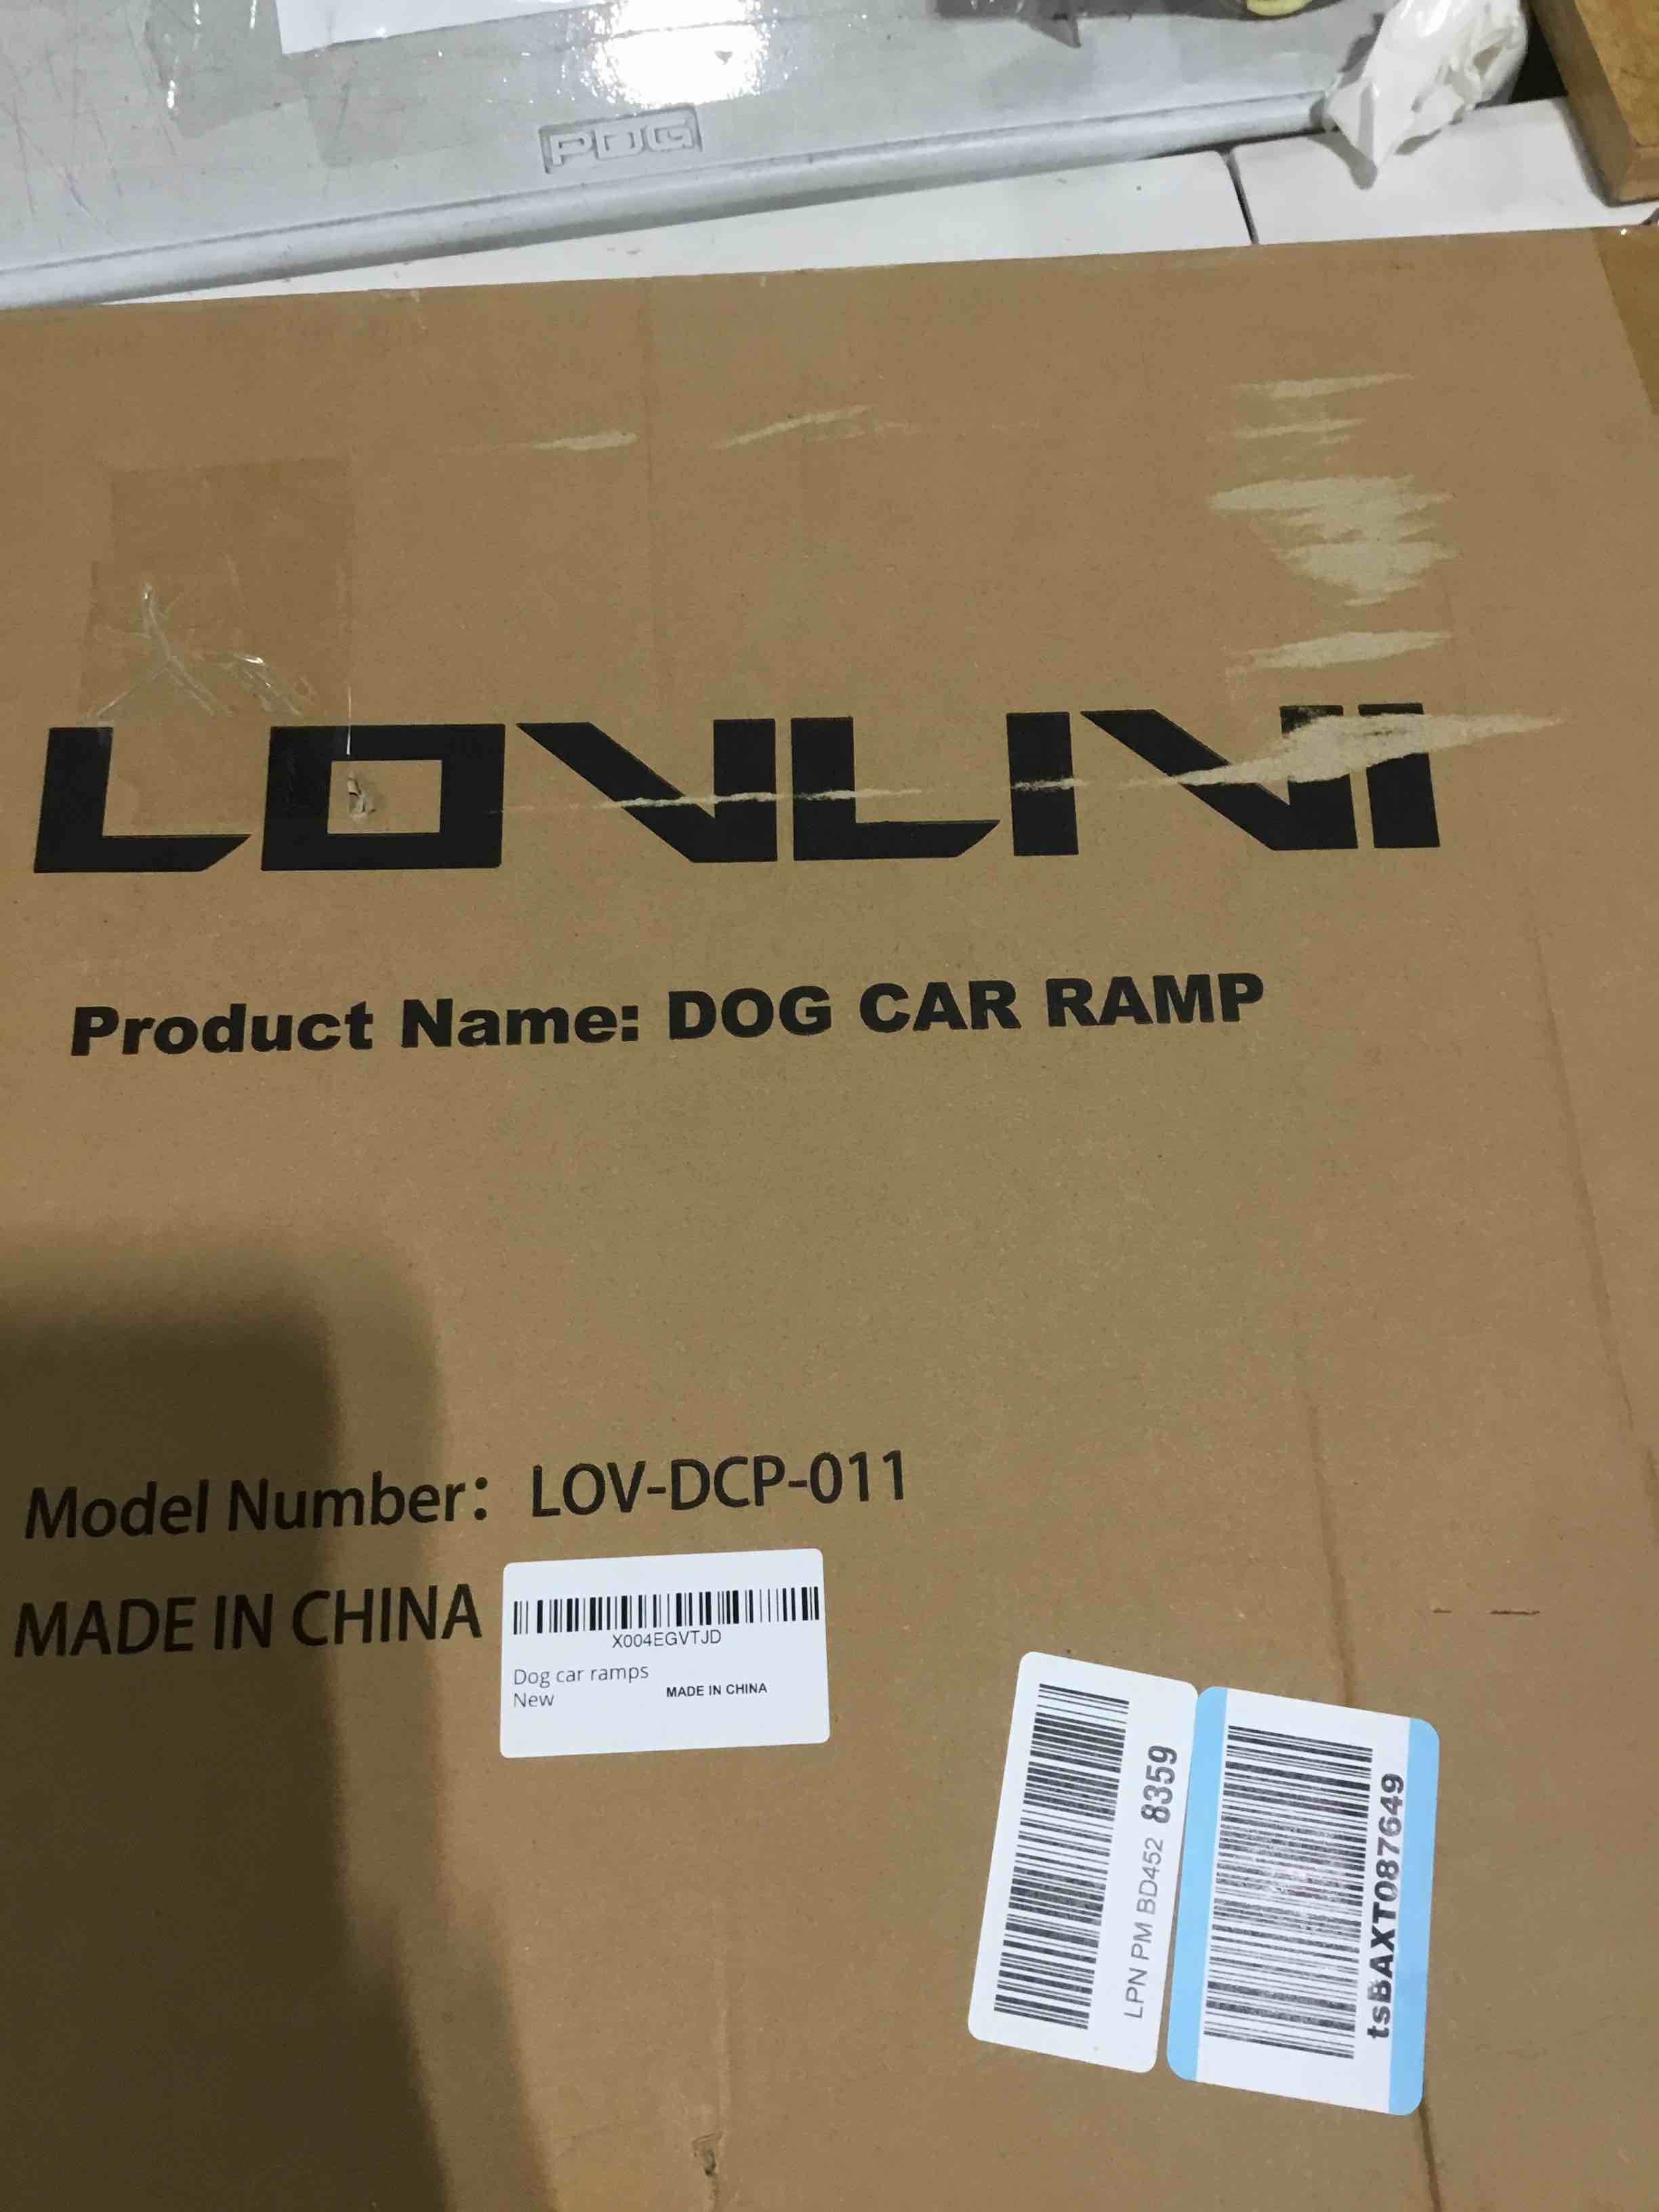 PDG
LOVLIVI
Product Name: DOG CAR RAMP
Model Number: LOV-DCP-011
MADE IN CHINA
X004EGVTJD
Dog car ramps
New
MADE IN CHINA
LPN PM BD452 8359
tsBAXT087649